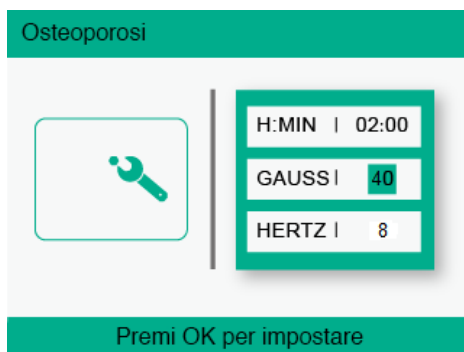 Osteoporosi
H:MIN | 02:00
GAUSS | 40
HERTZ | 8
Premi OK per impostare